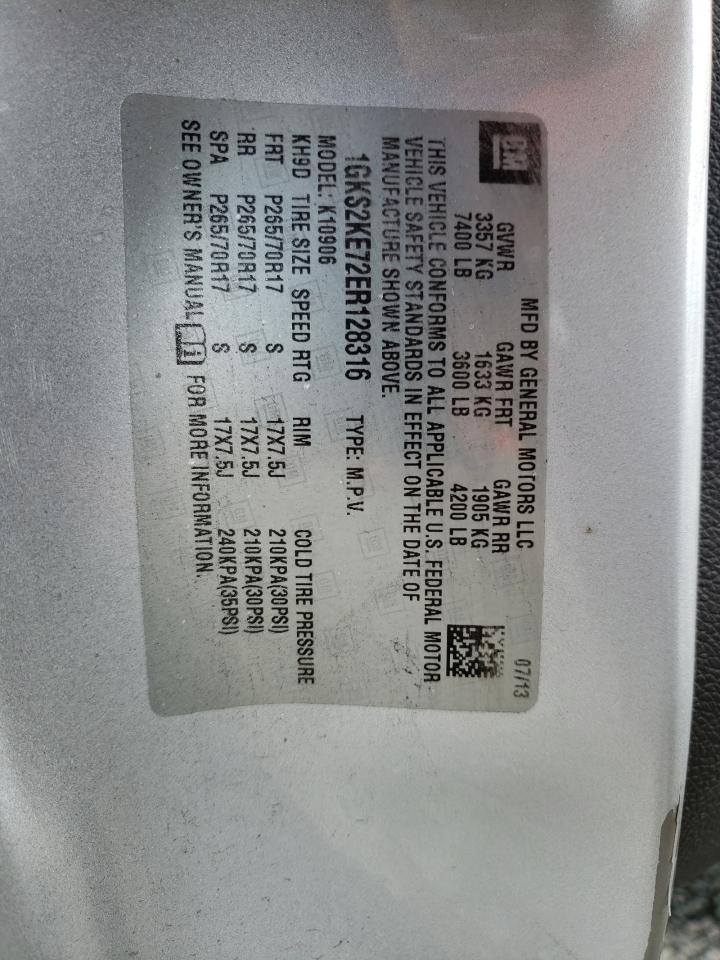 GM
MFD BY GENERAL MOTORS LLC 07/13
GVWR GAWR FRT GAWR RR
3357 KG 1633 KG 1905 KG
7400 LB 3600 LB 4200 LB
THIS VEHICLE CONFORMS TO ALL APPLICABLE U.S. FEDERAL MOTOR
VEHICLE SAFETY STANDARDS IN EFFECT ON THE DATE OF
MANUFACTURE SHOWN ABOVE.
1GKS2KE72ER128316 TYPE: M.P.V.
MODEL: K10906
KH9D TIRE SIZE SPEED RTG RIM COLD TIRE PRESSURE
FRT P265/70R17 S 17X7.5J 210KPA(30PSI)
RR P265/70R17 S 17X7.5J 210KPA(30PSI)
SPA P265/70R17 S 17X7.5J 240KPA(35PSI)
SEE OWNER'S MANUAL FOR MORE INFORMATION.